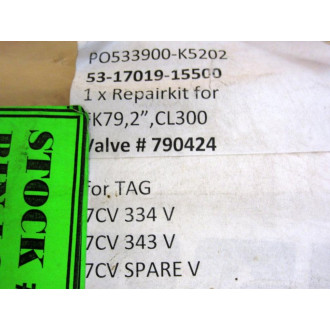 PO533900-K5202
53-17019-15500
1 x Repairkit for
K79,2”,CL300
Valve # 790424
For TAG
7CV 334 V
7CV 343 V
7CV SPARE V
STOCK #